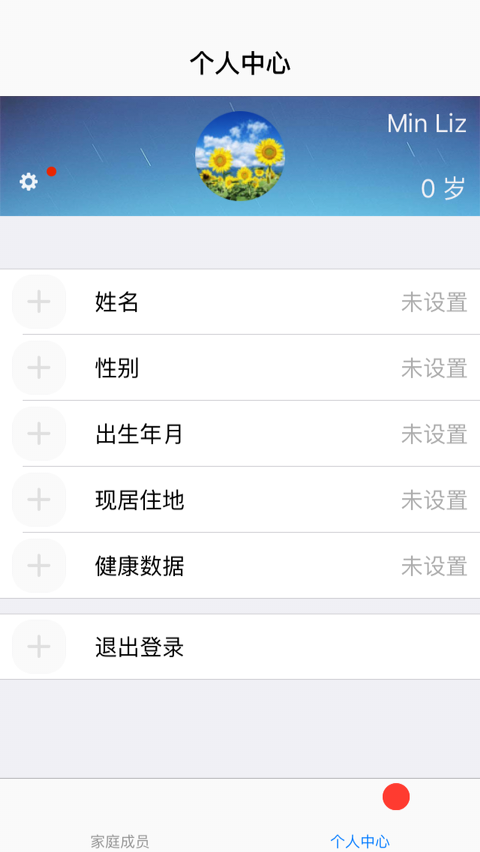 个人中心
Min Liz
0 岁
姓名 未设置
性别 未设置
出生年月 未设置
现居住地 未设置
健康数据 未设置
退出登录
家庭成员 个人中心